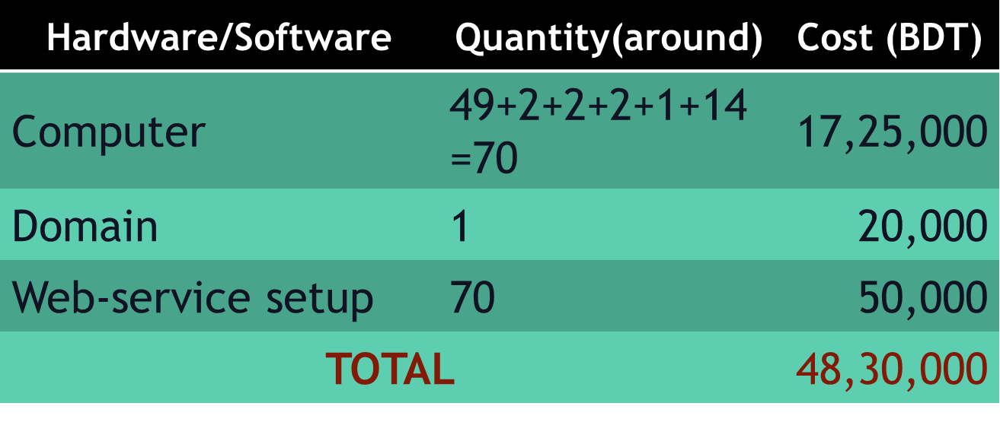 Hardware/Software Quantity(around) Cost (BDT)
Computer 49+2+2+2+1+14 17,25,000
=70
Domain 1 20,000
Web-service setup 70 50,000
TOTAL 48,30,000